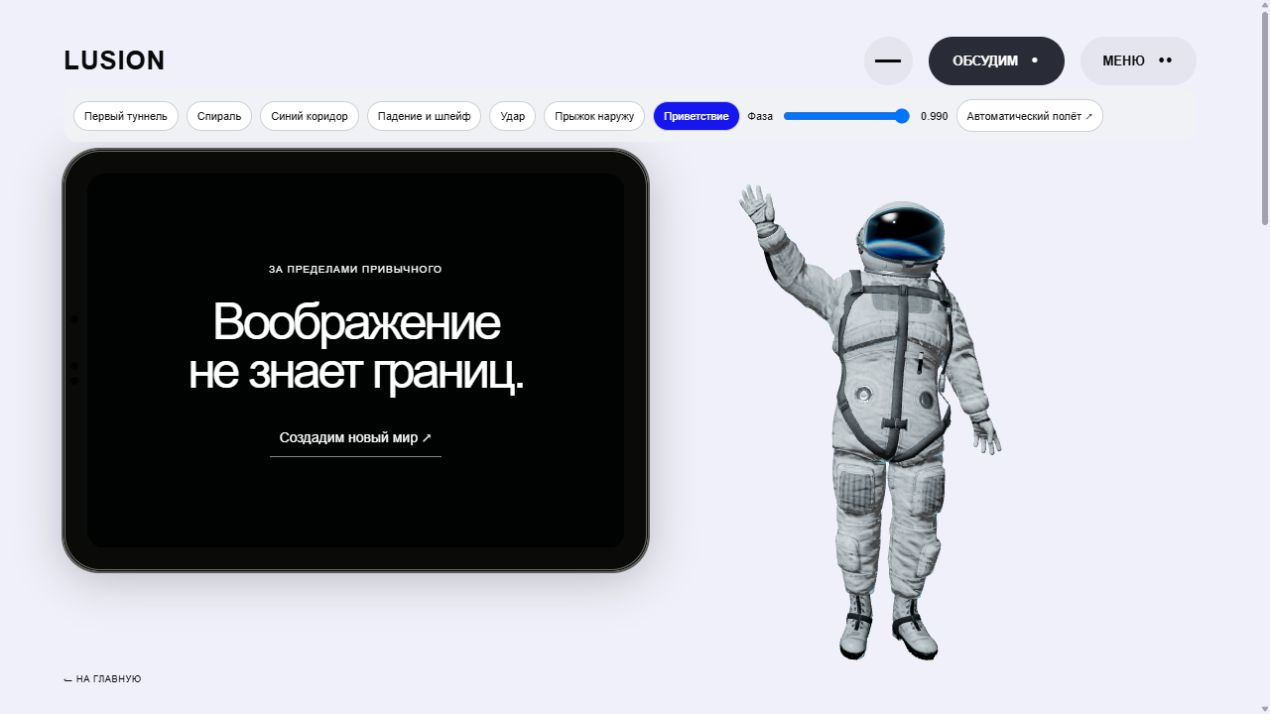 LUSION
ОБСУДИМ
МЕНЮ
Первый туннель
Спираль
Синий коридор
Падение и шлейф
Удар
Прыжок наружу
Приветствие
Фаза
0.990
Автоматический полёт ↗
ЗА ПРЕДЕЛАМИ ПРИВЫЧНОГО
Воображение
не знает границ.
Создадим новый мир ↗
НА ГЛАВНУЮ